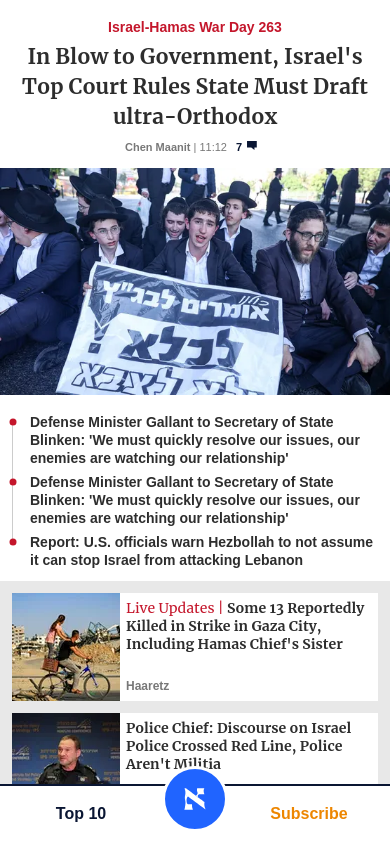 Israel-Hamas War Day 263
In Blow to Government, Israel's
Top Court Rules State Must Draft
ultra-Orthodox
Chen Maanit | 11:12 7
אומרים לבג״ץ
לכלא
ולא לצבא
Defense Minister Gallant to Secretary of State
Blinken: 'We must quickly resolve our issues, our
enemies are watching our relationship'
Defense Minister Gallant to Secretary of State
Blinken: 'We must quickly resolve our issues, our
enemies are watching our relationship'
Report: U.S. officials warn Hezbollah to not assume
it can stop Israel from attacking Lebanon
Live Updates | Some 13 Reportedly
Killed in Strike in Gaza City,
Including Hamas Chief's Sister
Haaretz
Police Chief: Discourse on Israel
Police Crossed Red Line, Police
Aren't Militia
Top 10
א
Subscribe